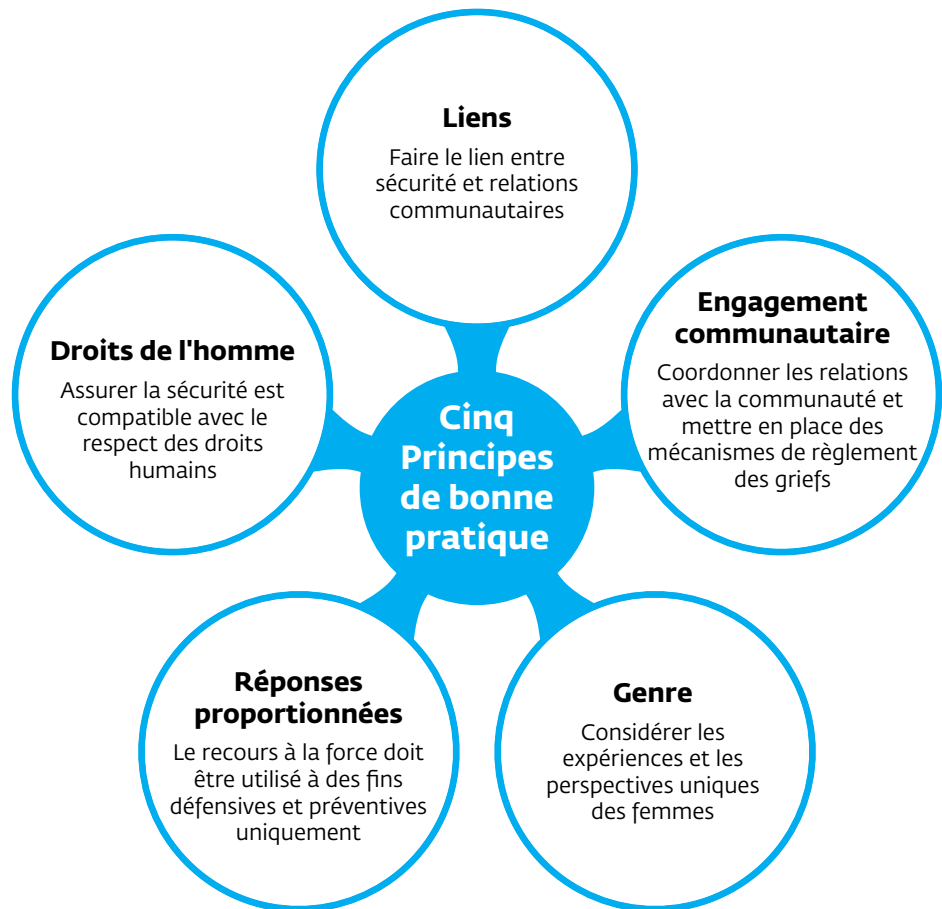 Liens
Faire le lien entre
sécurité et relations
communautaires
Engagement
communautaire
Coordonner les relations
avec la communauté et
mettre en place des
mécanismes de règlement
des griefs
Droits de l'homme
Assurer la sécurité est
compatible avec le
respect des droits
humains
Cinq
Principes
de bonne
pratique
Réponses
proportionnées
Le recours à la force doit
être utilisé à des fins
défensives et préventives
uniquement
Genre
Considérer les
expériences et les
perspectives uniques
des femmes